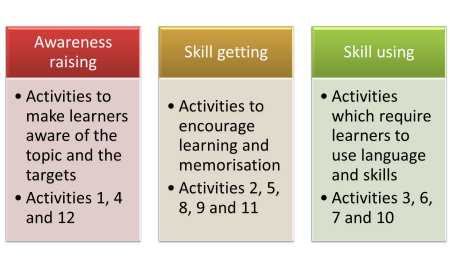 Awareness
raising
• Activities to
make learners
aware of the
topic and the
targets
• Activities 1, 4
and 12
Skill getting
• Activities to
encourage
learning and
memorisation
• Activities 2, 5,
8, 9 and 11
Skill using
• Activities
which require
learners to
use language
and skills
• Activities 3, 6,
7 and 10